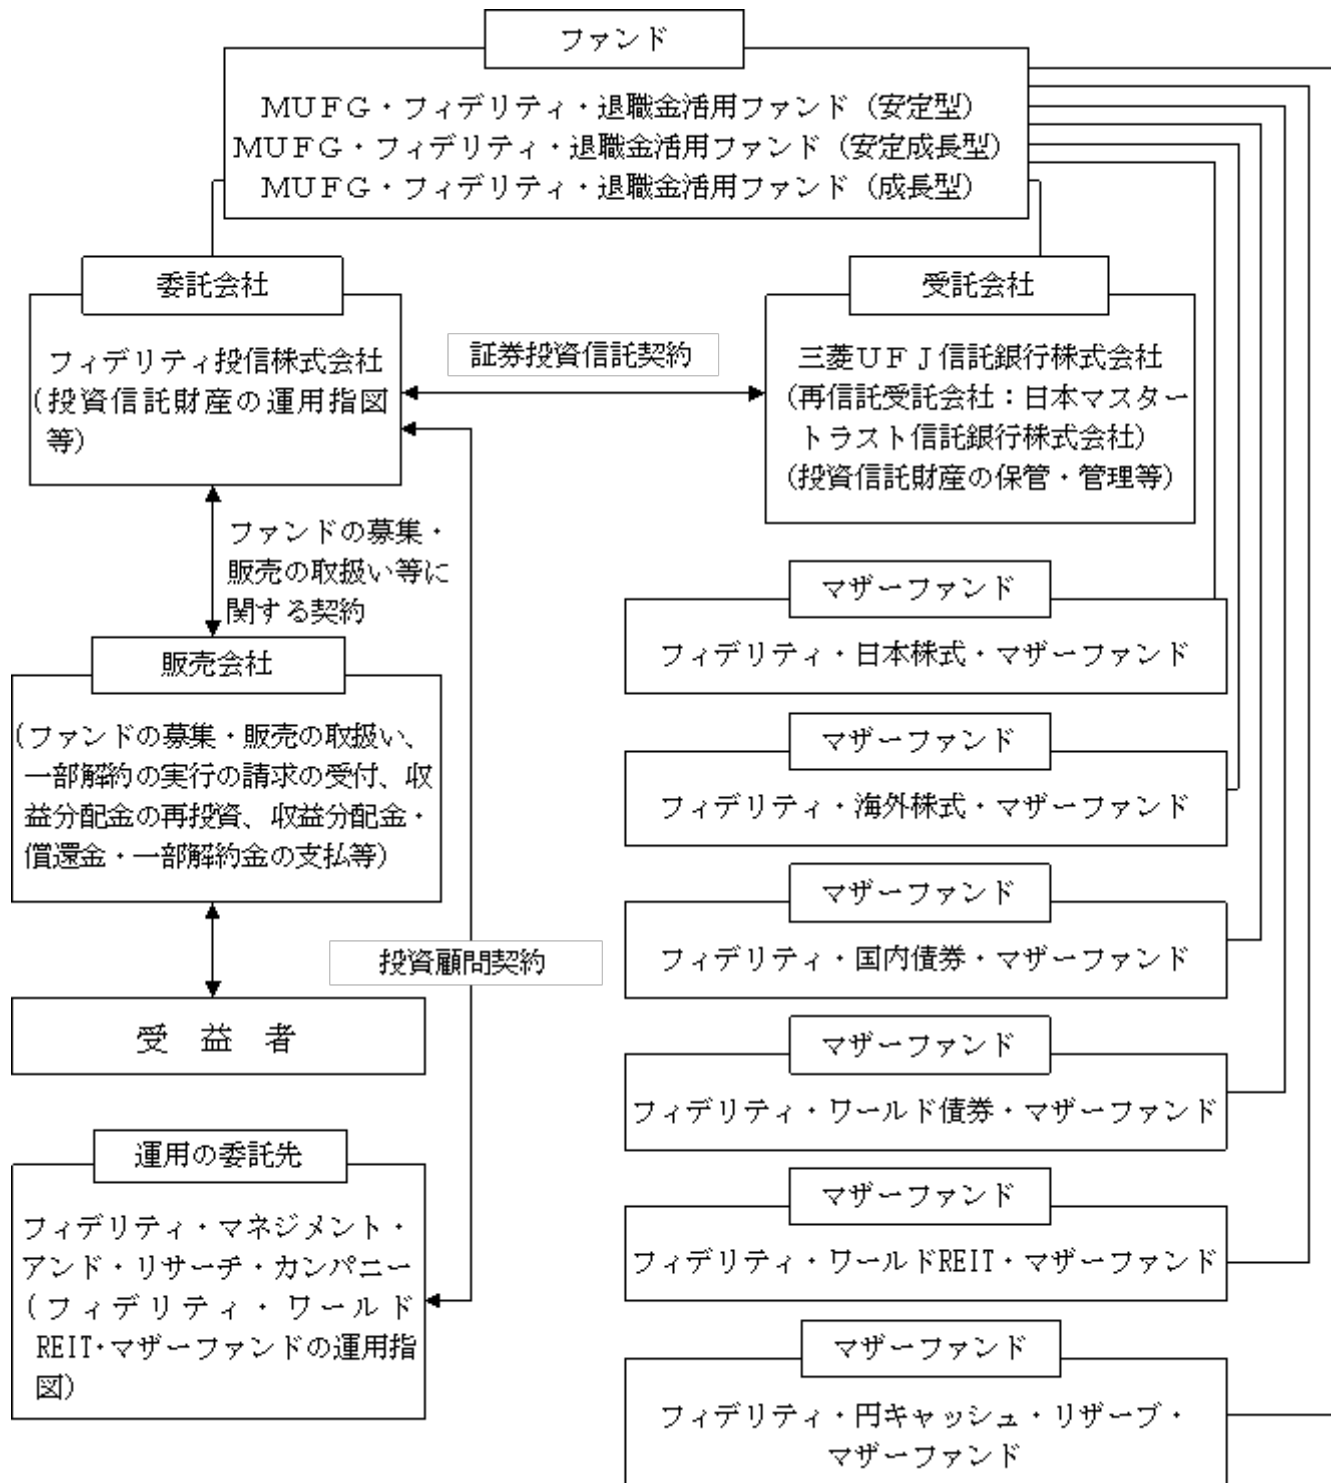 ファンド
ＭＵＦＧ・フィデリティ・退職金活用ファンド（安定型）
ＭＵＦＧ・フィデリティ・退職金活用ファンド（安定成長型）
ＭＵＦＧ・フィデリティ・退職金活用ファンド（成長型）
委託会社
フィデリティ投信株式会社
(投資信託財産の運用指図
等)
証券投資信託契約
受託会社
三菱ＵＦＪ信託銀行株式会社
(再信託受託会社：日本マスター
トラスト信託銀行株式会社)
(投資信託財産の保管・管理等)
ファンドの募集・
販売の取扱い等に
関する契約
販売会社
(ファンドの募集・販売の取扱い、
一部解約の実行の請求の受付、収
益分配金の再投資、収益分配金・
償還金・一部解約金の支払等)
投資顧問契約
受　益　者
運用の委託先
フィデリティ・マネジメント・
アンド・リサーチ・カンパニー
(フィデリティ・ワールド
REIT・マザーファンドの運用指
図)
マザーファンド
フィデリティ・日本株式・マザーファンド
マザーファンド
フィデリティ・海外株式・マザーファンド
マザーファンド
フィデリティ・国内債券・マザーファンド
マザーファンド
フィデリティ・ワールド債券・マザーファンド
マザーファンド
フィデリティ・ワールドREIT・マザーファンド
マザーファンド
フィデリティ・円キャッシュ・リザーブ・
マザーファンド